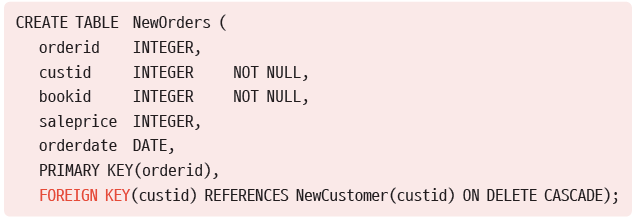 CREATE TABLE NewOrders (
orderid INTEGER,
custid INTEGER NOT NULL,
bookid INTEGER NOT NULL,
saleprice INTEGER,
orderdate DATE,
PRIMARY KEY(orderid),
FOREIGN KEY(custid) REFERENCES NewCustomer(custid) ON DELETE CASCADE);